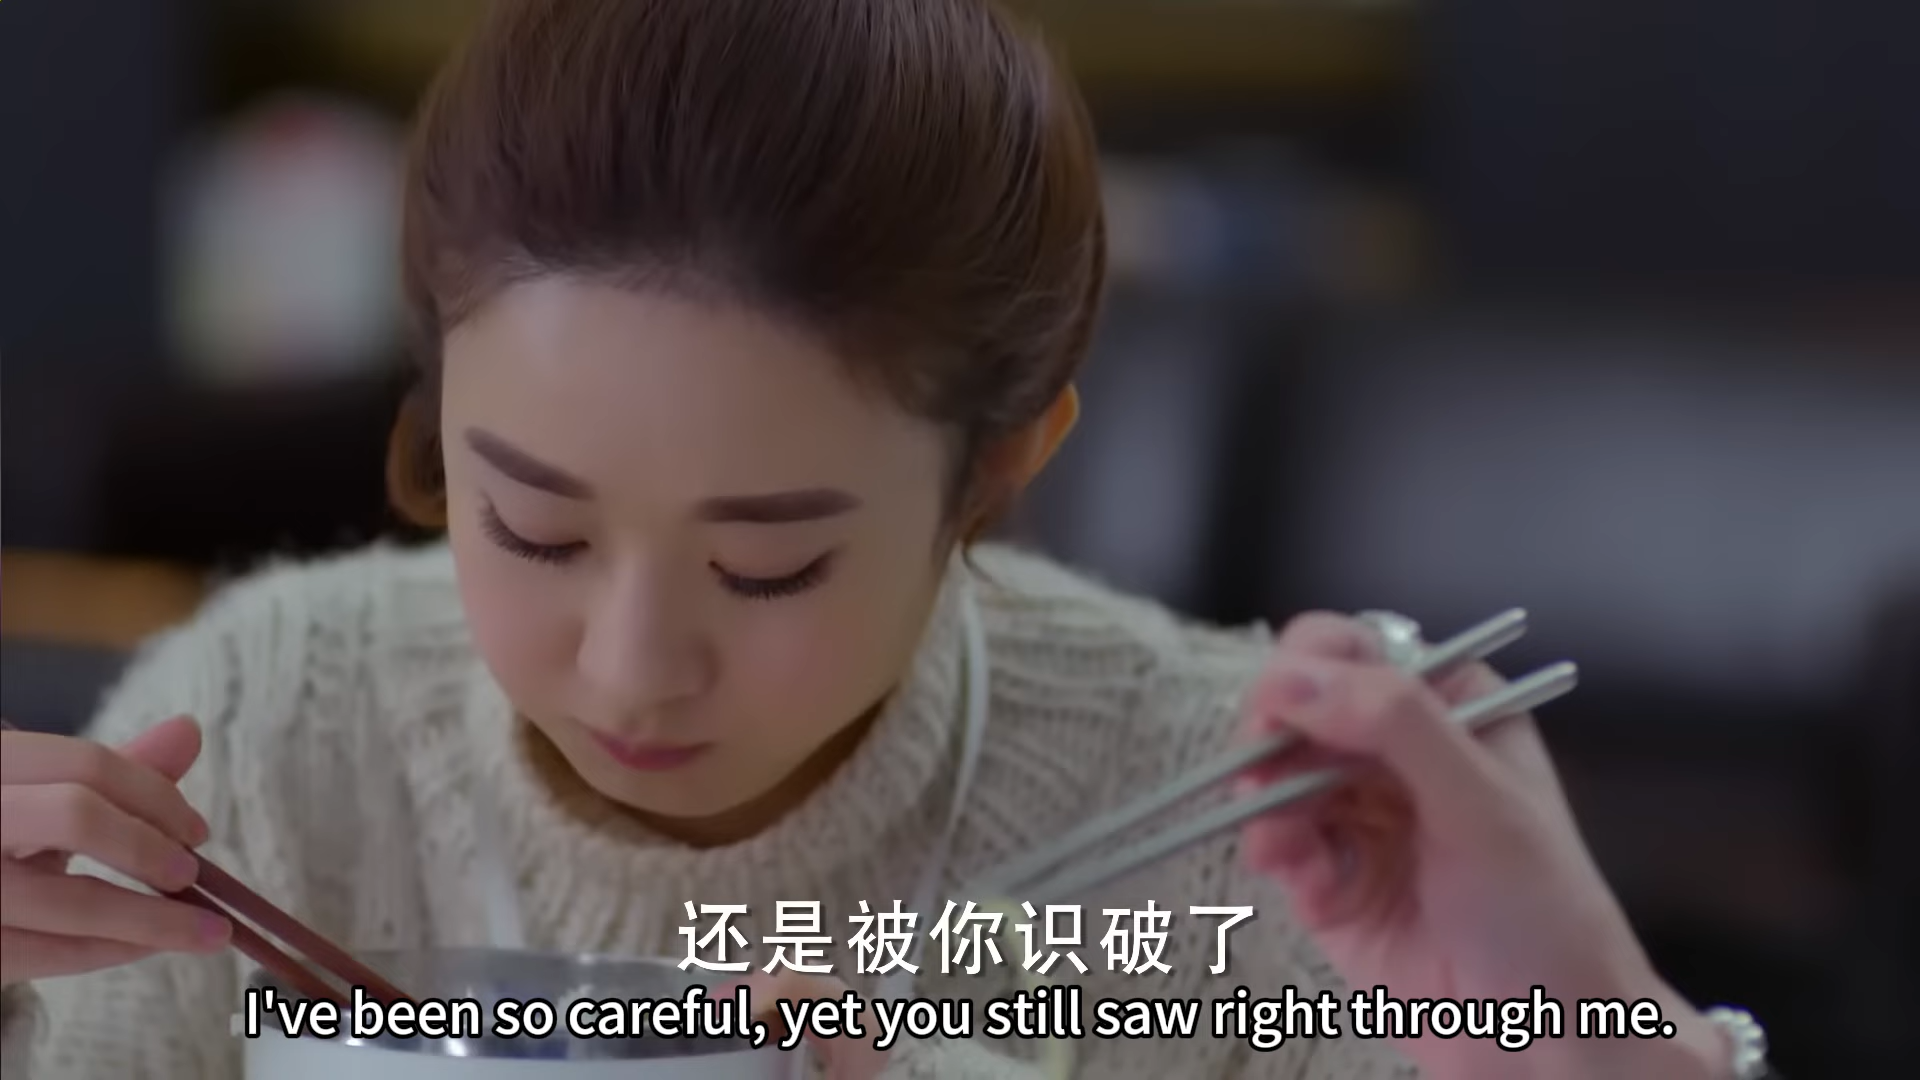 还是被你识破了
I've been so careful, yet you still saw right through me.